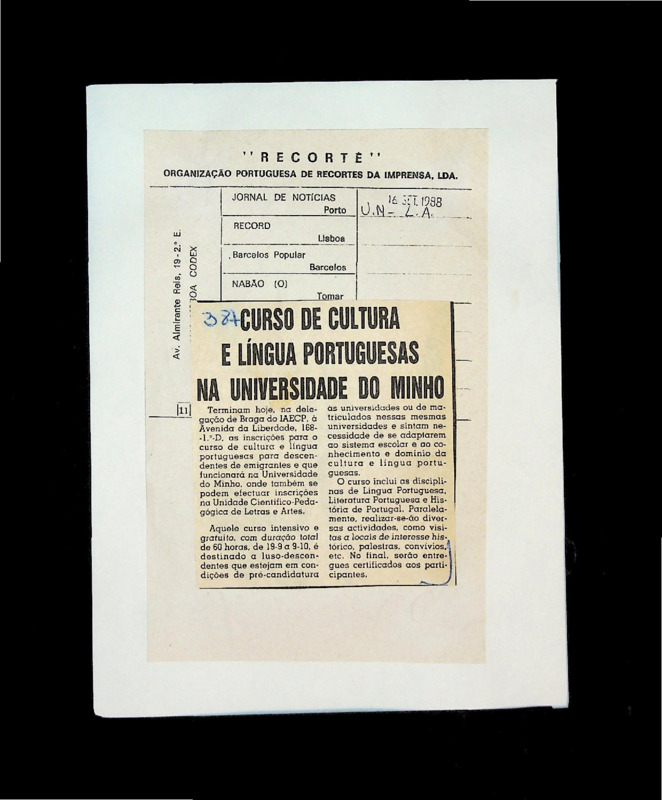 "RECORTE"
ORGANIZAÇÃO PORTUGUESA DE RECORTES DA IMPRENSA, LDA.
JORNAL DE NOTÍCIAS
Porto
16 SET. 1988
U.N - L.A.
RECORD
Lisboa
Barcelos Popular
Barcelos
NABÃO (O)
Tomar
Av. Almirante Reis, 19-2.º E.
BOA CODEX
11
387
CURSO DE CULTURA
E LÍNGUA PORTUGUESAS
NA UNIVERSIDADE DO MINHO
Terminam hoje, na dele-
gação de Braga do IAECP, à
Avenida da Liberdade, 168-
-1.º-D, as inscrições para o
curso de cultura e língua
portuguesas para descen-
dentes de emigrantes e que
funcionará na Universidade
do Minho, onde também se
podem efectuar inscrições
na Unidade Científico-Peda-
gógica de Letras e Artes.
Aquele curso intensivo e
gratuito, com duração total
de 60 horas, de 19-9 a 9-10, é
destinado a luso-descen-
dentes que estejam em con-
dições de pré-candidatura
às universidades ou de ma-
triculados nessas mesmas
universidades e sintam ne-
cessidade de se adaptarem
ao sistema escolar e ao co-
nhecimento e domínio da
cultura e língua portu-
guesas.
O curso inclui as discipli-
nas de Língua Portuguesa,
Literatura Portuguesa e His-
tória de Portugal. Paralela-
mente, realizar-se-ão diver-
sas actividades, como visi-
tas a locais de interesse his-
tórico, palestras, convívios,
etc. No final, serão entre-
gues certificados aos parti-
cipantes.